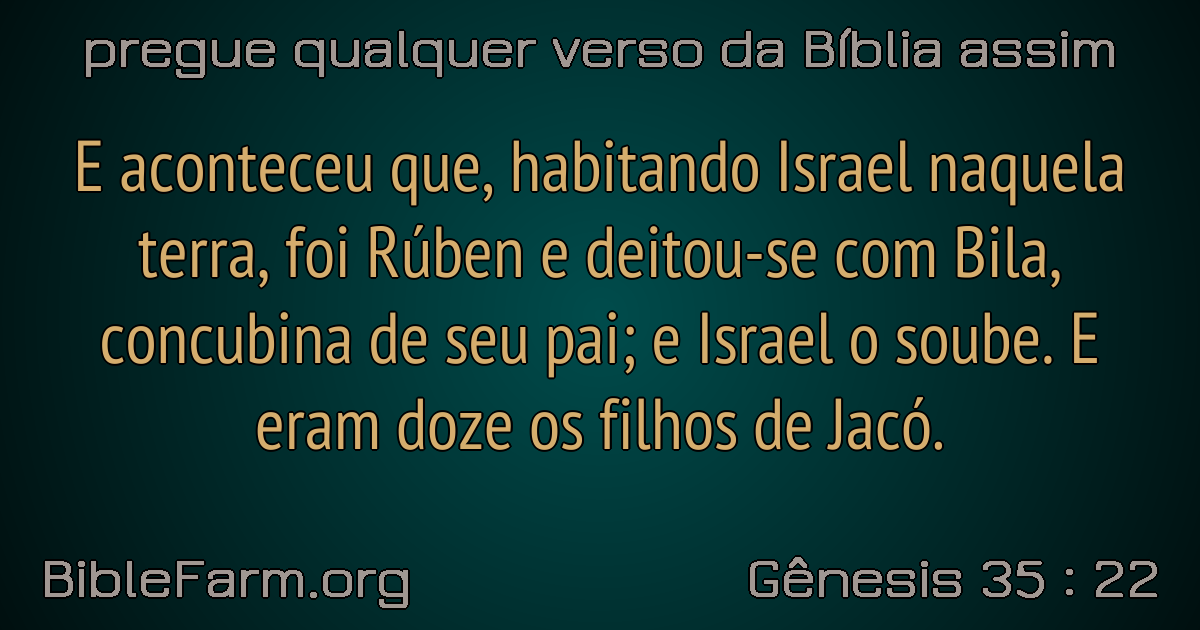 pregue qualquer verso da Bíblia assim
E aconteceu que, habitando Israel naquela
terra, foi Rúben e deitou-se com Bila,
concubina de seu pai; e Israel o soube. E
eram doze os filhos de Jacó.
BibleFarm.org
Gênesis 35 : 22